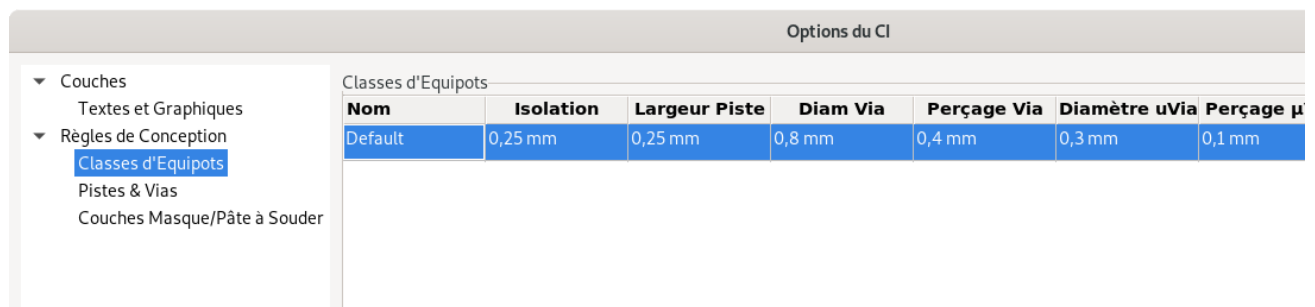 Options du CI
Couches
Textes et Graphiques
Règles de Conception
Classes d'Equipots
Pistes & Vias
Couches Masque/Pâte à Souder
Classes d'Equipots
Nom Isolation Largeur Piste Diam Via Perçage Via Diamètre uVia Perçage
Default 0,25 mm 0,25 mm 0,8 mm 0,4 mm 0,3 mm 0,1 mm